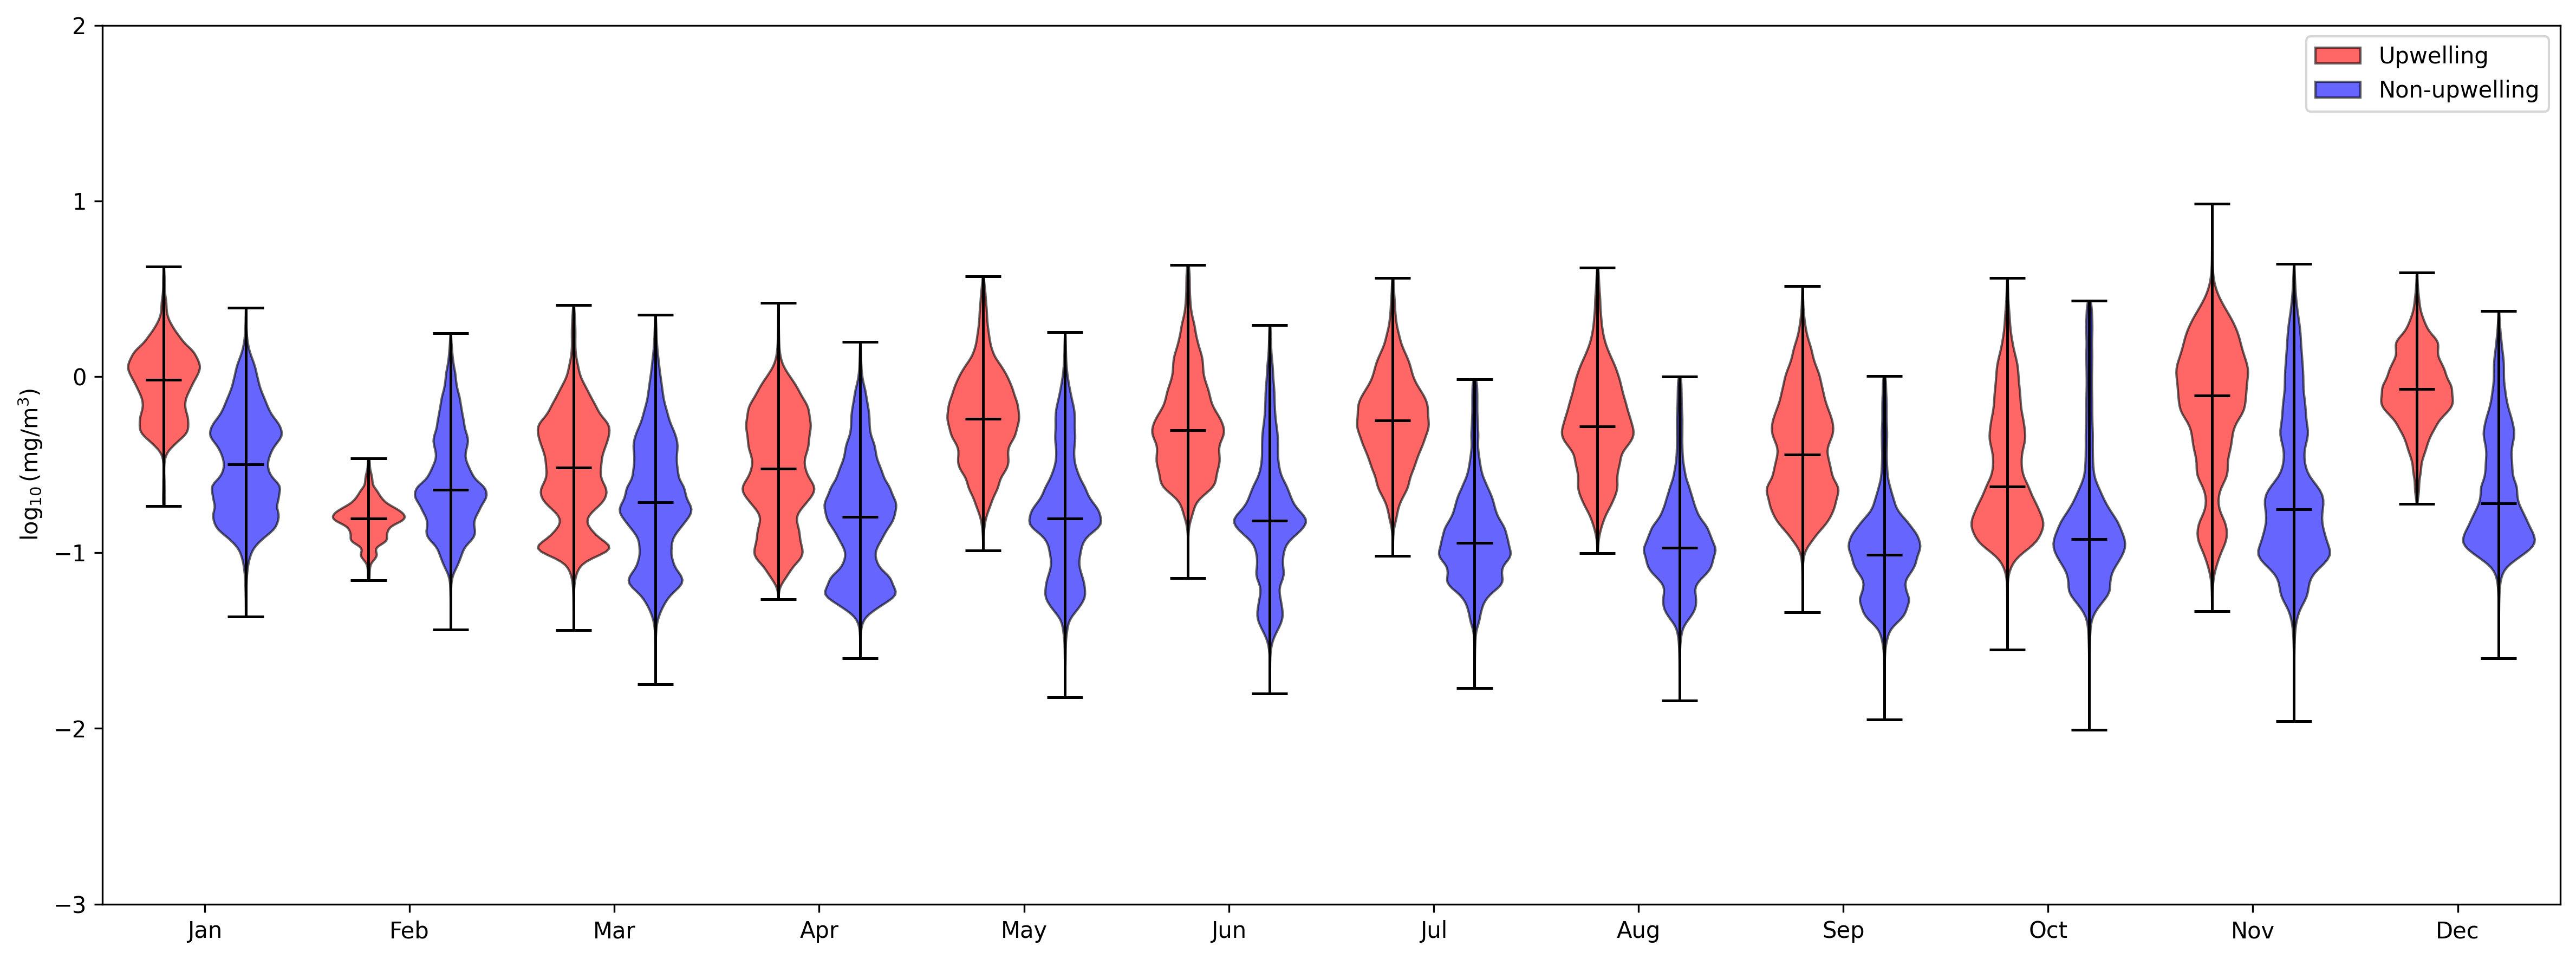 Upwelling
Non-upwelling
log₁₀ (mg/m³)
2
1
0
−1
−2
−3
Jan Feb Mar Apr May Jun Jul Aug Sep Oct Nov Dec